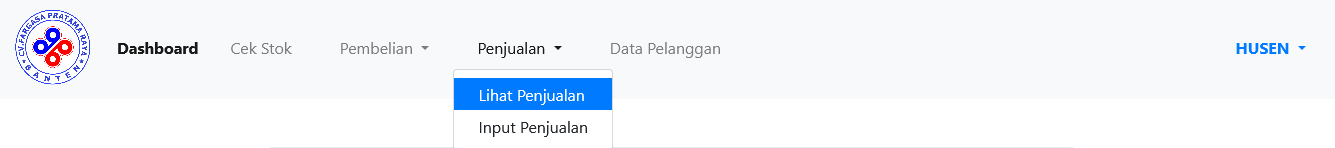 CV.FARGASA PRATAMA RAYA
BANTEN
Dashboard Cek Stok Pembelian Penjualan Data Pelanggan HUSEN
Lihat Penjualan
Input Penjualan